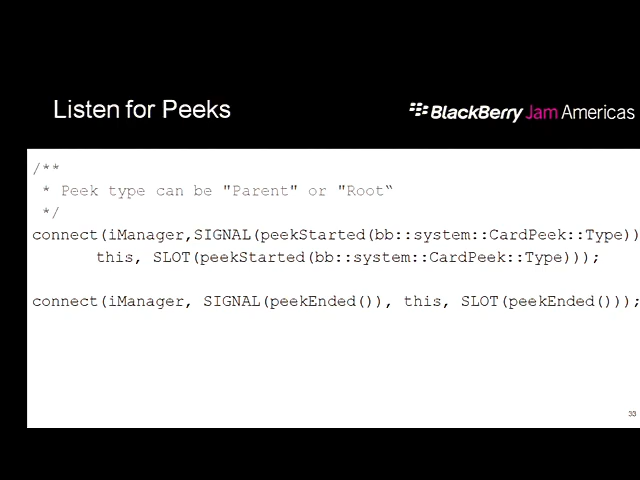 Listen for Peeks
BlackBerry Jam Americas
/**
* Peek type can be "Parent" or "Root“
*/
connect(iManager,SIGNAL(peekStarted(bb::system::CardPeek::Type))
this, SLOT(peekStarted(bb::system::CardPeek::Type)));
connect(iManager, SIGNAL(peekEnded()), this, SLOT(peekEnded()));
33